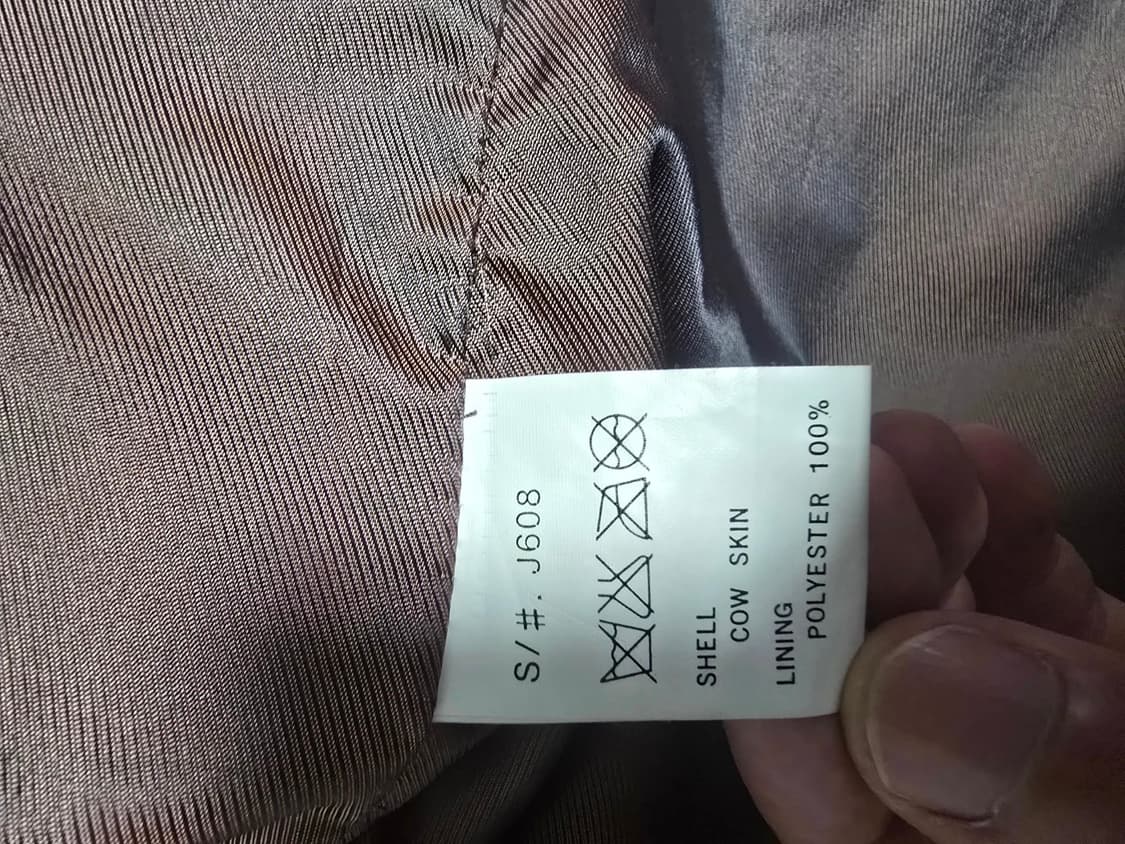 S/#. J608
SHELL
COW SKIN
LINING
POLYESTER 100%